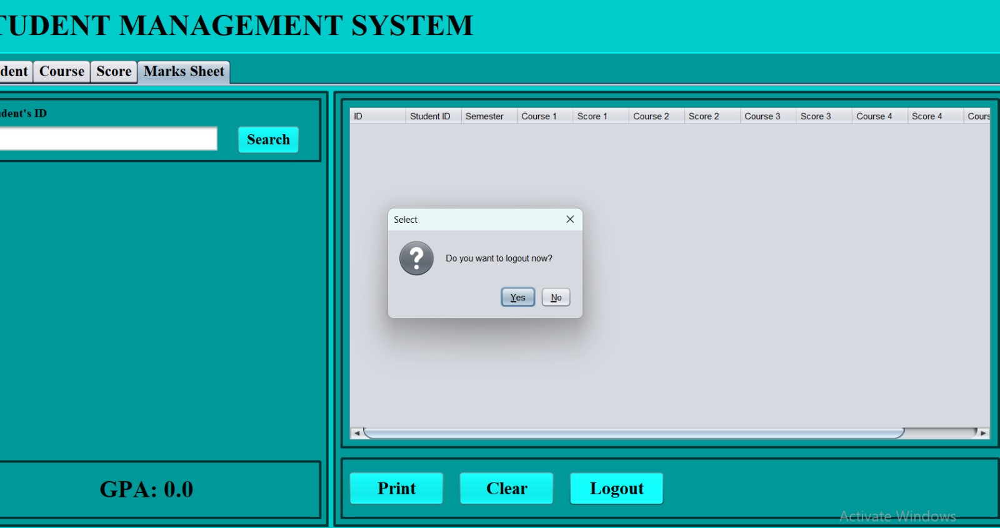 TUDENT MANAGEMENT SYSTEM
dent Course Score Marks Sheet
dent's ID
Search
ID Student ID Semester Course 1 Score 1 Course 2 Score 2 Course 3 Score 3 Course 4 Score 4 Cours
Select
Do you want to logout now?
Yes No
GPA: 0.0
Print Clear Logout
Activate Windows